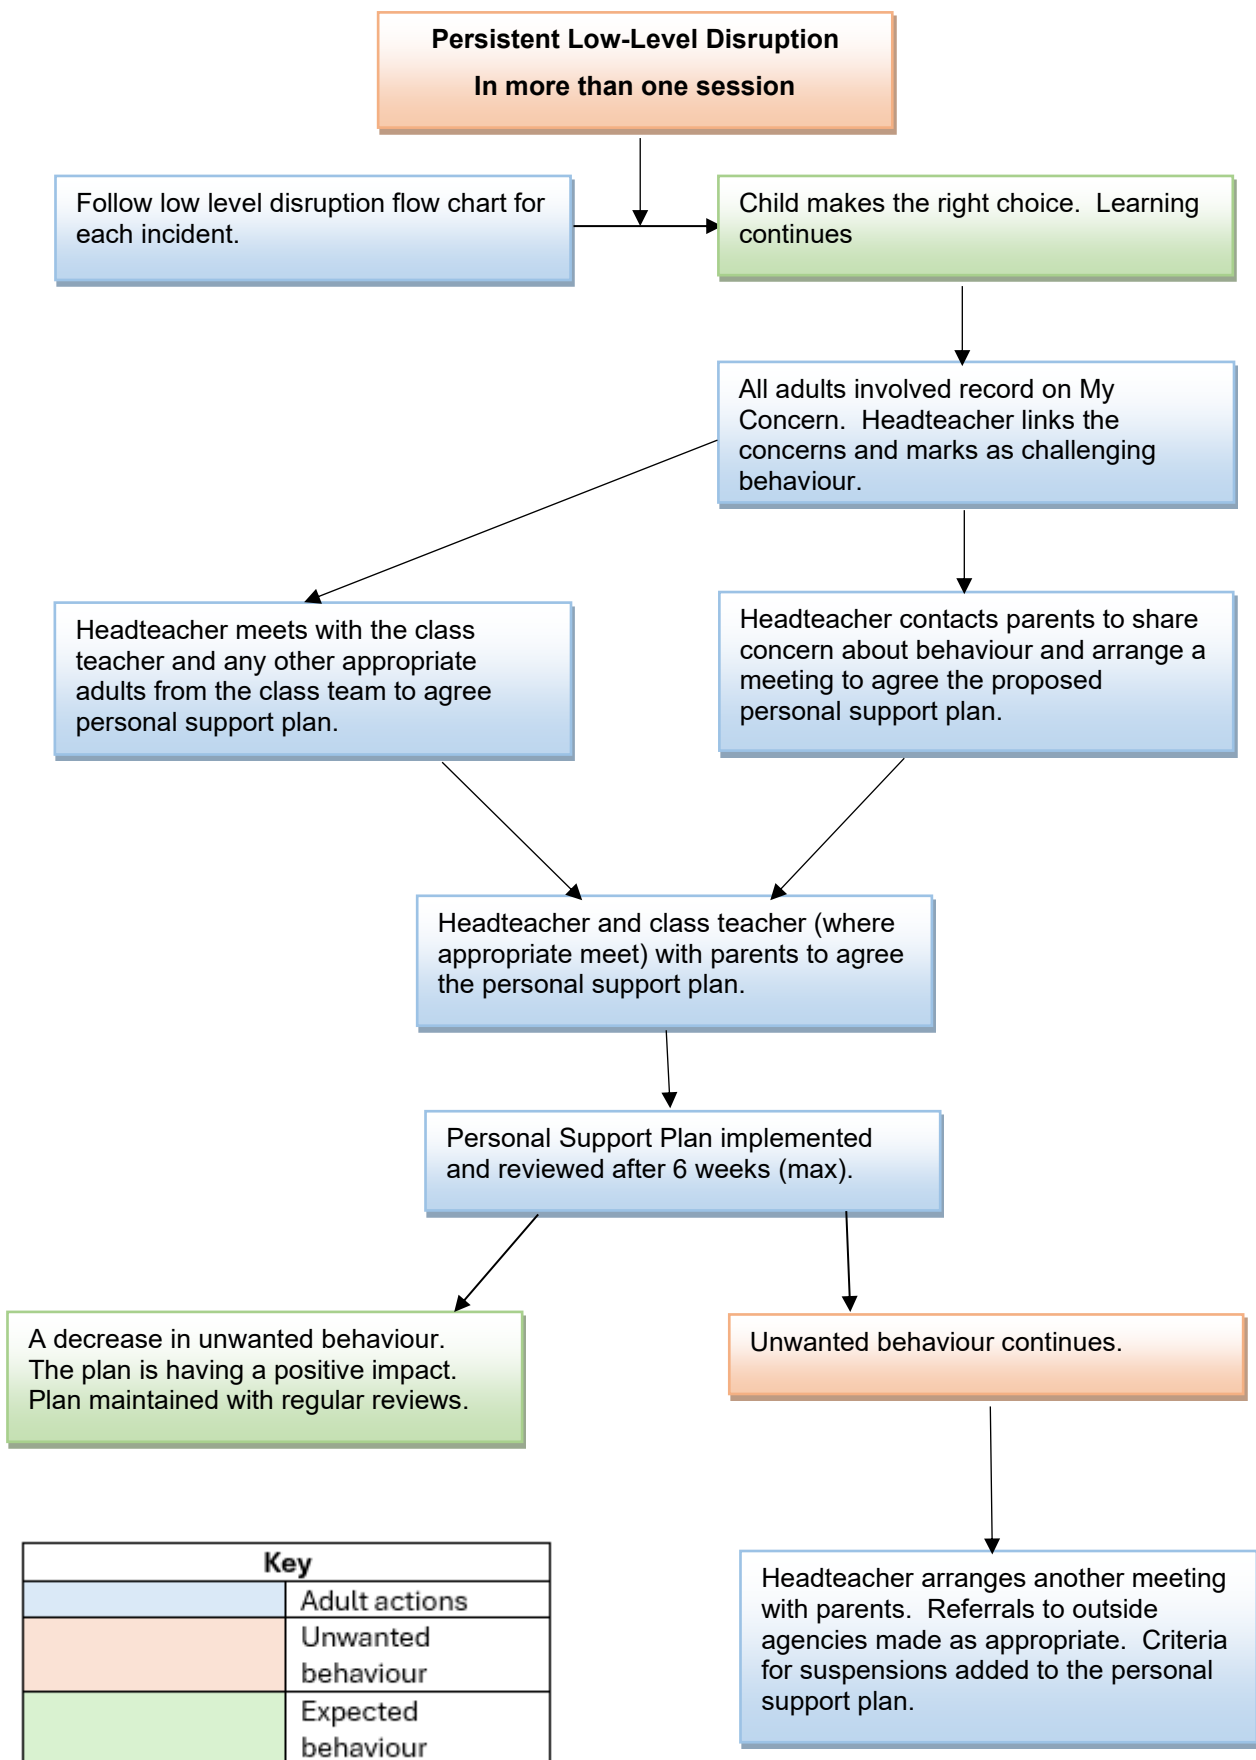 Persistent Low-Level Disruption
In more than one session
Follow low level disruption flow chart for
each incident.
Child makes the right choice.  Learning
continues
All adults involved record on My
Concern.  Headteacher links the
concerns and marks as challenging
behaviour.
Headteacher meets with the class
teacher and any other appropriate
adults from the class team to agree
personal support plan.
Headteacher contacts parents to share
concern about behaviour and arrange a
meeting to agree the proposed
personal support plan.
Headteacher and class teacher (where
appropriate meet) with parents to agree
the personal support plan.
Personal Support Plan implemented
and reviewed after 6 weeks (max).
A decrease in unwanted behaviour.
The plan is having a positive impact.
Plan maintained with regular reviews.
Unwanted behaviour continues.
Headteacher arranges another meeting
with parents.  Referrals to outside
agencies made as appropriate.  Criteria
for suspensions added to the personal
support plan.
Key
Adult actions
Unwanted
behaviour
Expected
behaviour